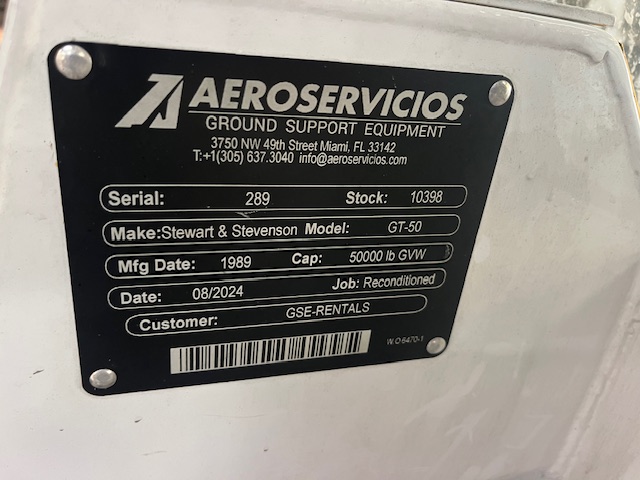 AEROSERVICIOS
GROUND SUPPORT EQUIPMENT
3750 NW 49th Street Miami, FL 33142
T:+1(305) 637.3040 info@aeroservicios.com
Serial: 289 Stock: 10398
Make:Stewart & Stevenson Model: GT-50
Mfg Date: 1989 Cap: 50000 lb GVW
Date: 08/2024 Job: Reconditioned
Customer: GSE-RENTALS
W.O 6470-1